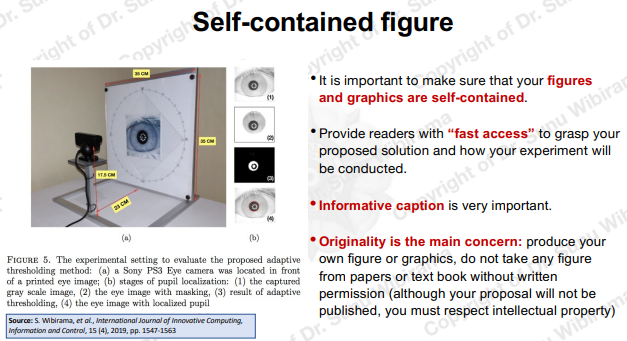 Self-contained figure
35 CM
35 CM
17.5 CM
23 CM
(1)
(2)
(3)
(4)
(a)
(b)
FIGURE 5. The experimental setting to evaluate the proposed adaptive
thresholding method: (a) a Sony PS3 Eye camera was located in front
of a printed eye image; (b) stages of pupil localization: (1) the captured
gray scale image, (2) the eye image with masking, (3) result of adaptive
thresholding, (4) the eye image with localized pupil
Source: S. Wibirama, et al., International Journal of Innovative Computing,
Information and Control, 15 (4), 2019, pp. 1547-1563
• It is important to make sure that your figures
and graphics are self-contained.
• Provide readers with “fast access” to grasp your
proposed solution and how your experiment will
be conducted.
• Informative caption is very important.
• Originality is the main concern: produce your
own figure or graphics, do not take any figure
from papers or text book without written
permission (although your proposal will not be
published, you must respect intellectual property)
Copyright of Dr. Sunu Wibirama